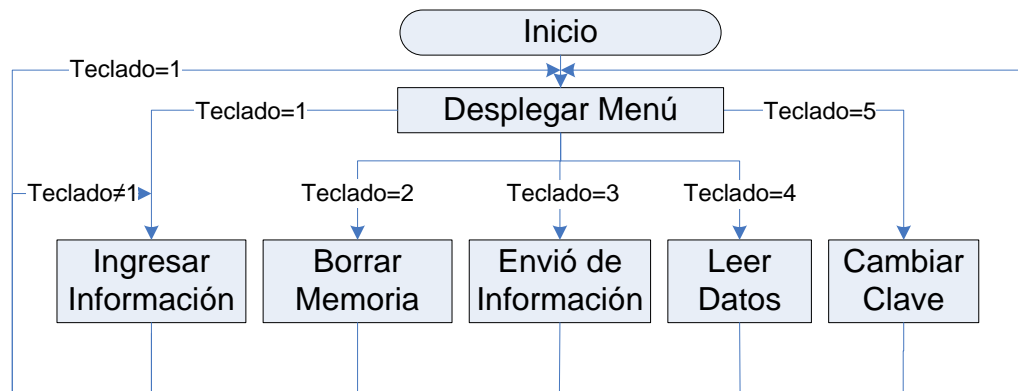 Inicio
Teclado=1
Desplegar Menú
Teclado=1
Teclado=5
Teclado≠1
Teclado=2
Teclado=3
Teclado=4
Ingresar
Información
Borrar
Memoria
Envió de
Información
Leer
Datos
Cambiar
Clave